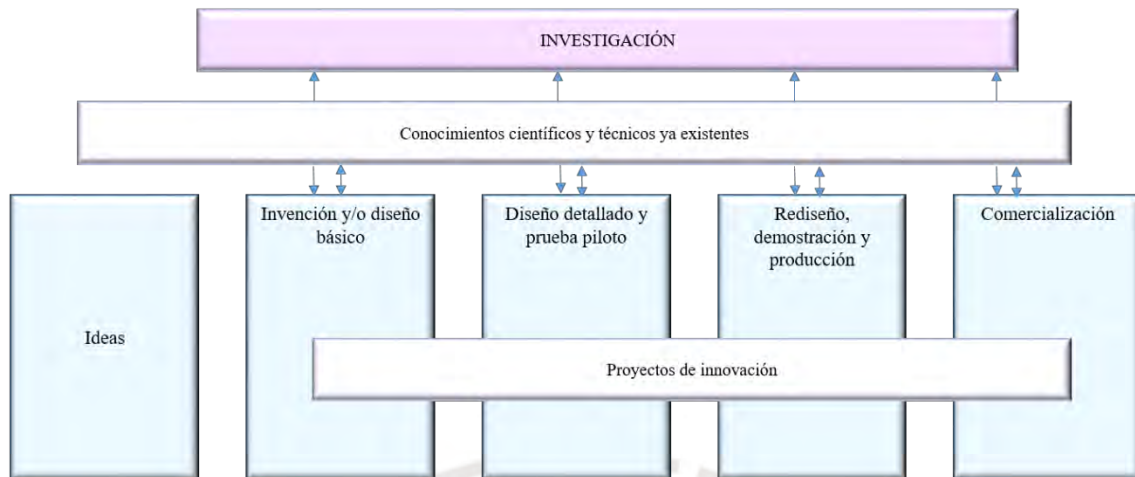 INVESTIGACIÓN
Conocimientos científicos y técnicos ya existentes
Ideas
Invención y/o diseño
básico
Diseño detallado y
prueba piloto
Rediseño,
demostración y
producción
Comercialización
Proyectos de innovación